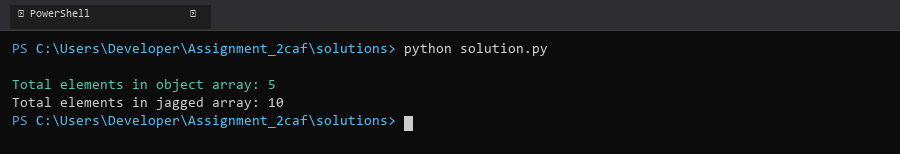 PowerShell
PS C:\Users\Developer\Assignment_2caf\solutions> python solution.py
Total elements in object array: 5
Total elements in jagged array: 10
PS C:\Users\Developer\Assignment_2caf\solutions>